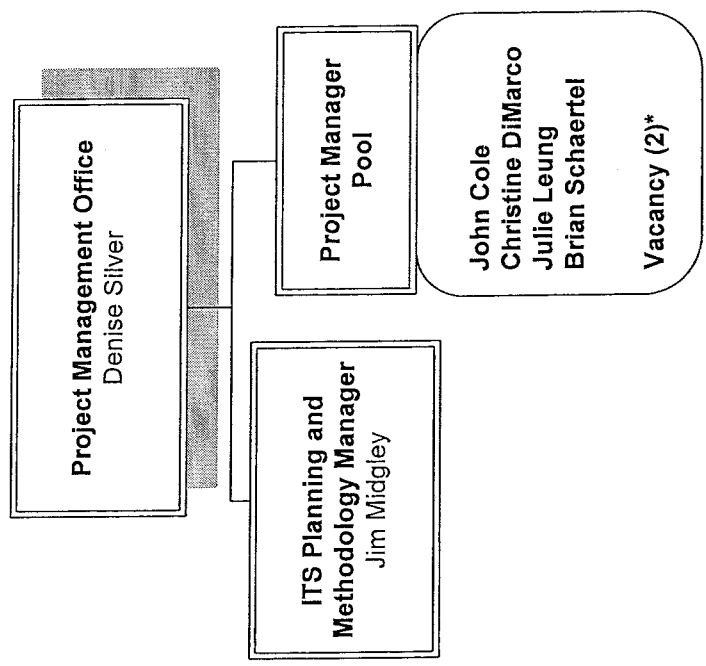 Project Management Office
Denise Silver
ITS Planning and
Methodology Manager
Jim Midgley
Project Manager
Pool
John Cole
Christine DiMarco
Julie Leung
Brian Schaertel
Vacancy (2)*